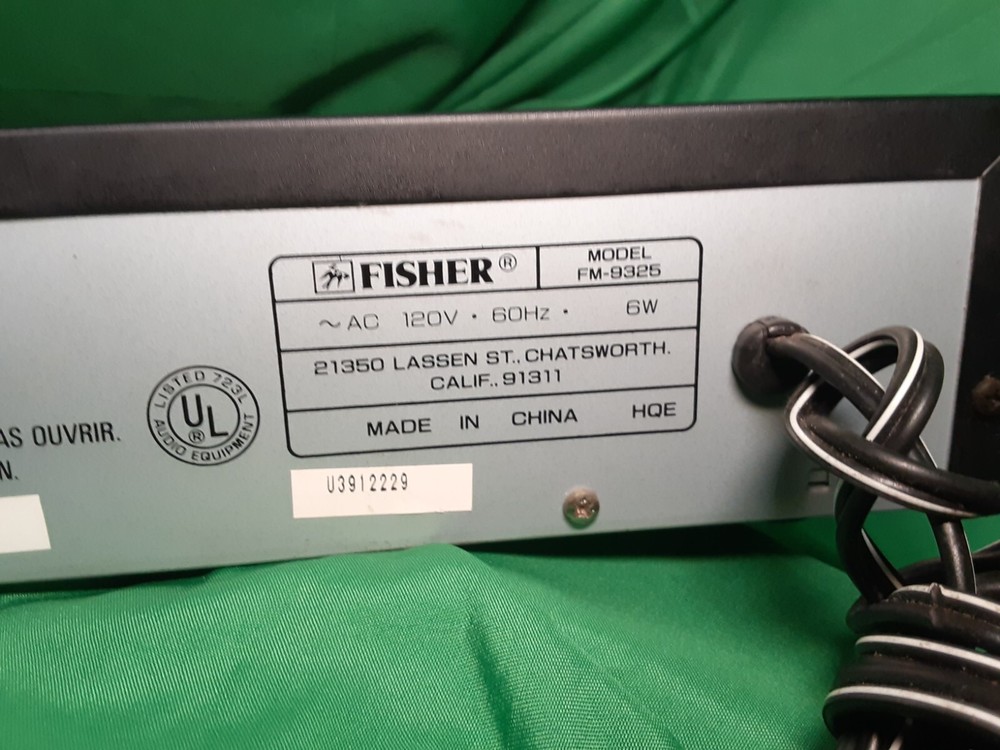 FISHER®
MODEL
FM-9325
~AC 120V · 60Hz · 6W
21350 LASSEN ST., CHATSWORTH.
CALIF., 91311
MADE IN CHINA HQE
LISTED 723L
UL®
AUDIO EQUIPMENT
AS OUVRIR.
N.
U3912229